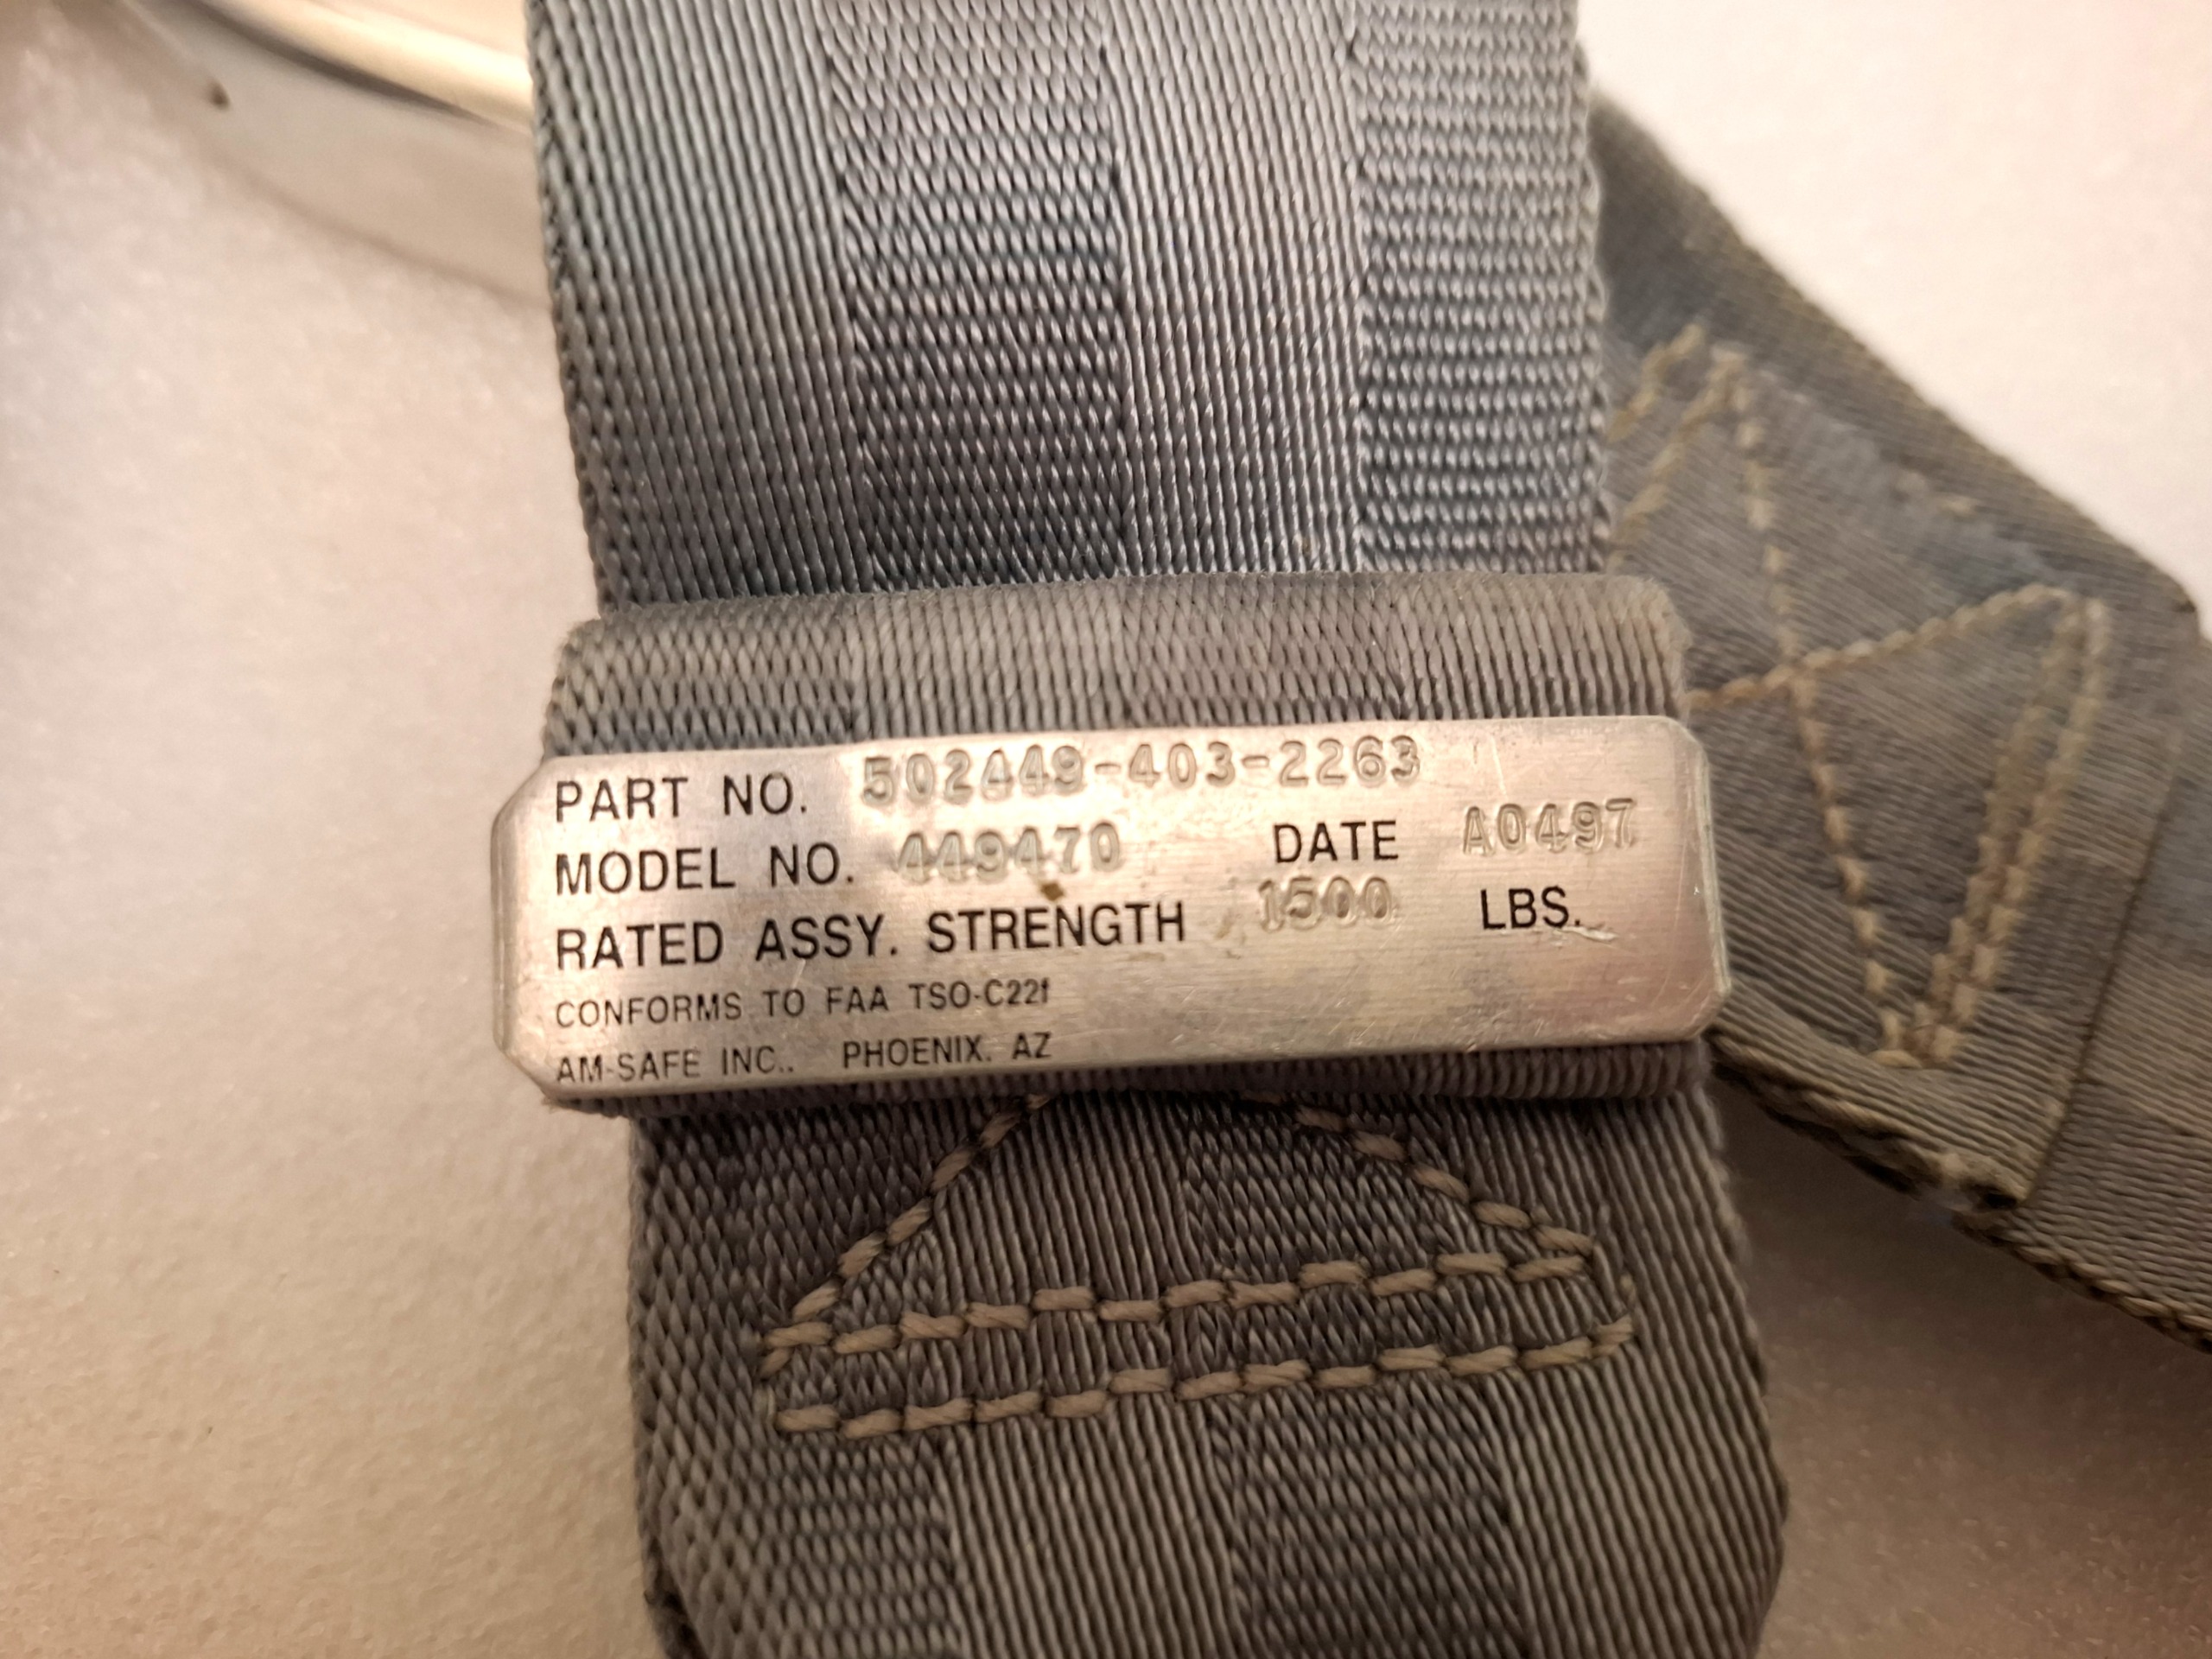 PART NO. 502449-403-2263
MODEL NO. 449470 DATE A0497
RATED ASSY. STRENGTH 1500 LBS.
CONFORMS TO FAA TSO-C22f
AM-SAFE INC., PHOENIX, AZ